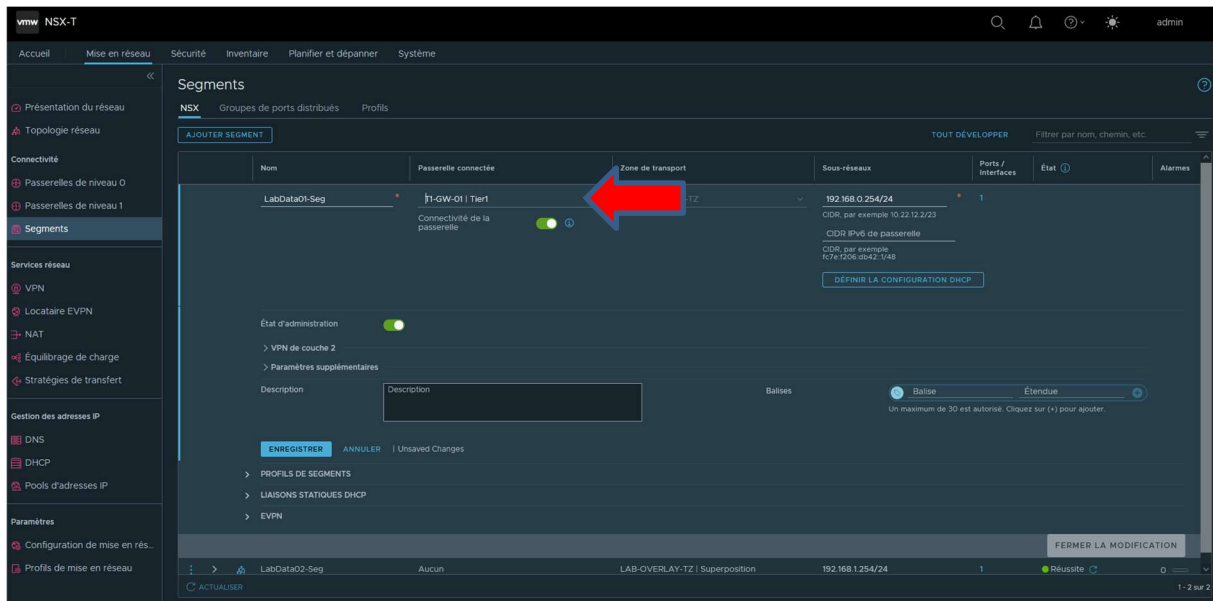 vmw NSX-T
admin
Accueil Mise en réseau Sécurité Inventaire Planifier et dépanner Système
Présentation du réseau
Topologie réseau
Connectivité
Passerelles de niveau 0
Passerelles de niveau 1
Segments
Services réseau
VPN
Locataire EVPN
NAT
Équilibrage de charge
Stratégies de transfert
Gestion des adresses IP
DNS
DHCP
Pools d'adresses IP
Paramètres
Configuration de mise en rés...
Profils de mise en réseau
Segments
NSX Groupes de ports distribués Profils
AJOUTER SEGMENT
TOUT DÉVELOPPER Filtrer par nom, chemin, etc.
Nom Passerelle connectée Zone de transport Sous-réseaux Ports / Interfaces État Alarmes
LabData01-Seg * T1-GW-01 | Tier1 -TZ 192.168.0.254/24 * 1
CIDR, par exemple 10.22.12.2/23
Connectivité de la passerelle
CIDR IPv6 de passerelle
CIDR, par exemple
fc7e:f206:db42::1/48
DÉFINIR LA CONFIGURATION DHCP
État d'administration
VPN de couche 2
Paramètres supplémentaires
Description Description Balises Balise Étendue
Un maximum de 30 est autorisé. Cliquez sur (+) pour ajouter.
ENREGISTRER ANNULER | Unsaved Changes
PROFILS DE SEGMENTS
LIAISONS STATIQUES DHCP
EVPN
FERMER LA MODIFICATION
LabData02-Seg Aucun LAB-OVERLAY-TZ | Superposition 192.168.1.254/24 1 Réussite 0
ACTUALISER 1 - 2 sur 2